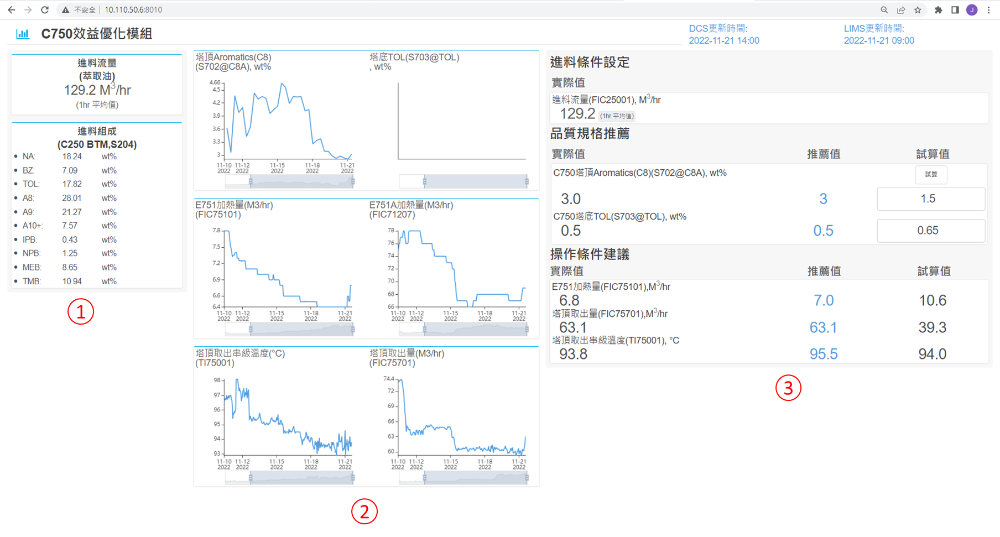 不安全 | 10.110.50.6:8010
J
C750效益優化模組
DCS更新時間:
2022-11-21 14:00
LIMS更新時間:
2022-11-21 09:00
進料流量
(萃取油)
129.2 M³/hr
(1hr 平均值)
進料組成
(C250 BTM,S204)
NA: 18.24 wt%
BZ: 7.09 wt%
TOL: 17.82 wt%
A8: 28.01 wt%
A9: 21.27 wt%
A10+: 7.57 wt%
IPB: 0.43 wt%
NPB: 1.25 wt%
MEB: 8.65 wt%
TMB: 10.94 wt%
①
塔頂Aromatics(C8)
(S702@C8A), wt%
4.66
4.5
4.2
3.9
3.6
3.3
3
11-10 11-12 11-15 11-18 11-21
2022 2022 2022 2022 2022
塔底TOL(S703@TOL)
, wt%
E751加熱量(M3/hr)
(FIC75101)
7.8
7.5
7.2
6.9
6.6
6.4
11-10 11-12 11-15 11-18 11-21
2022 2022 2022 2022 2022
E751A加熱量(M3/hr)
(FIC71207)
78
76
74
72
70
68
66
11-10 11-12 11-15 11-18 11-21
2022 2022 2022 2022 2022
塔頂取出串級溫度(°C)
(TI75001)
98
97
96
95
94
93
11-10 11-12 11-15 11-18 11-21
2022 2022 2022 2022 2022
塔頂取出量(M3/hr)
(FIC75701)
74.4
72
69
66
63
60
11-10 11-12 11-15 11-18 11-21
2022 2022 2022 2022 2022
②
進料條件設定
實際值
進料流量(FIC25001), M³/hr
129.2 (1hr 平均值)
品質規格推薦
實際值 推薦值 試算值
C750塔頂Aromatics(C8)(S702@C8A), wt% 試算
3.0 3 1.5
C750塔底TOL(S703@TOL), wt%
0.5 0.5 0.65
操作條件建議
實際值 推薦值 試算值
E751加熱量(FIC75101),M³/hr
6.8 7.0 10.6
塔頂取出量(FIC75701),M³/hr
63.1 63.1 39.3
塔頂取出串級溫度(TI75001), °C
93.8 95.5 94.0
③